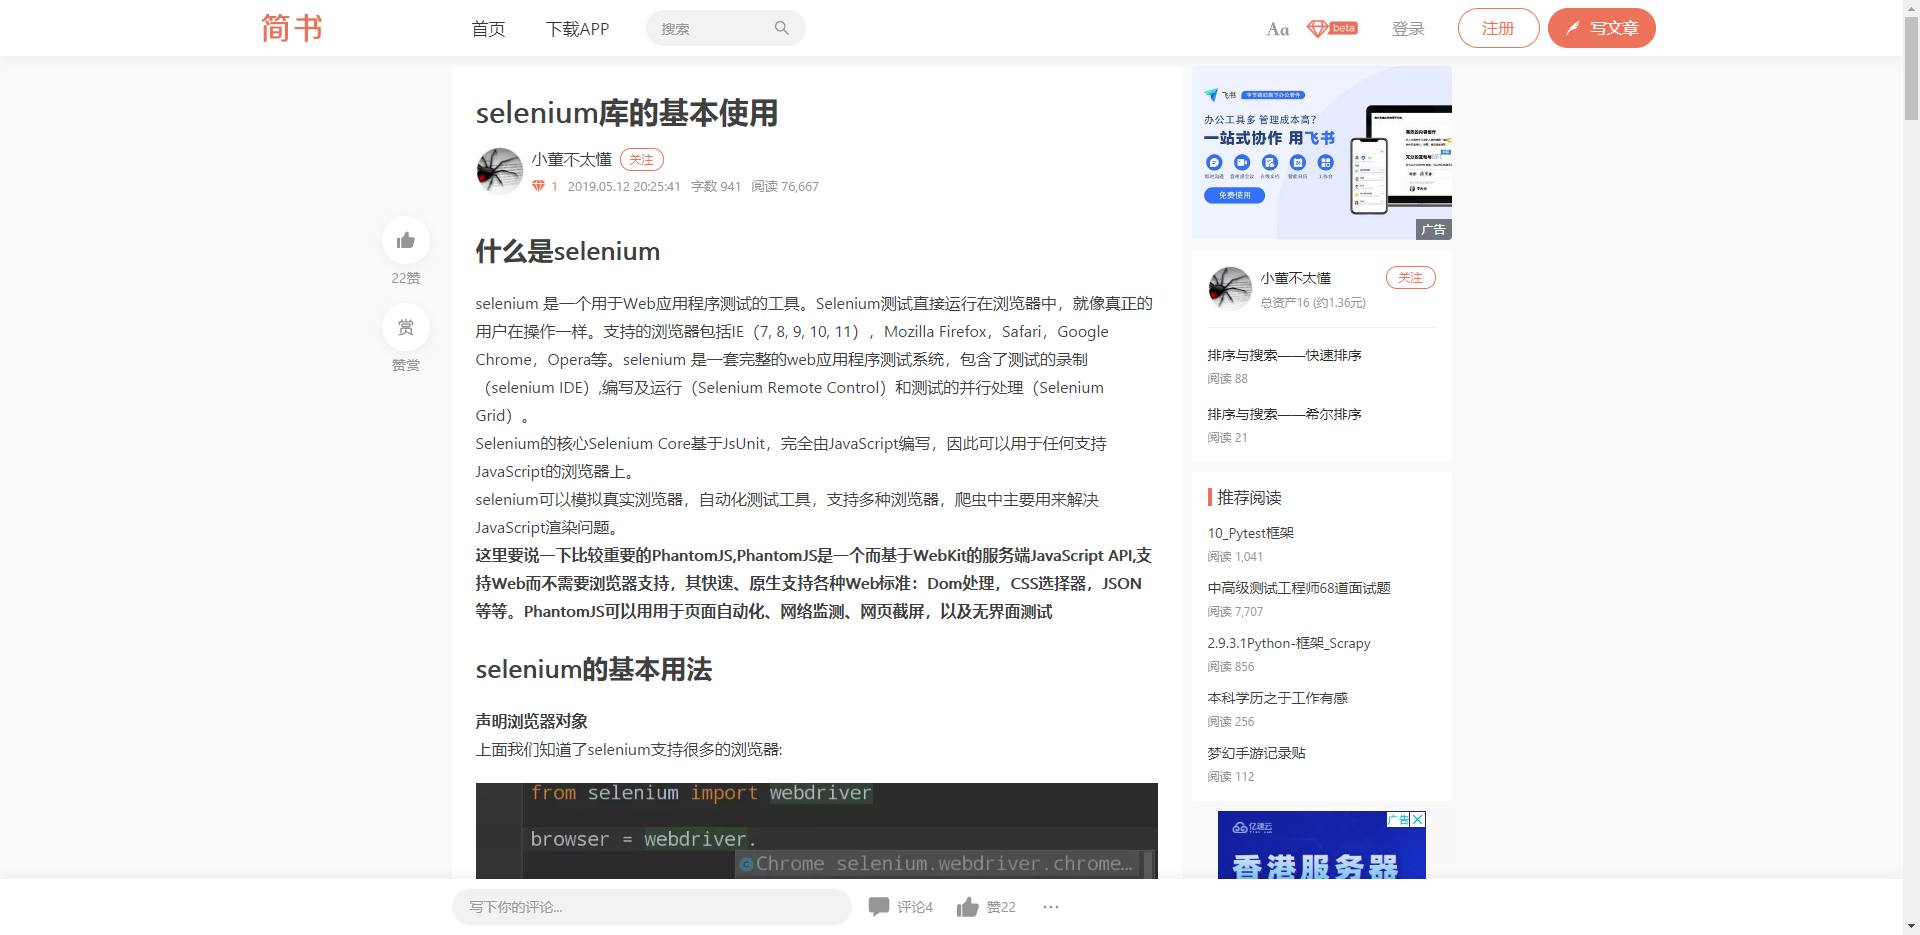 简书
首页
下载APP
搜索
Aa
beta
登录
注册
写文章
selenium库的基本使用
小董不太懂
关注
1 2019.05.12 20:25:41 字数 941 阅读 76,667
22赞
赏
赞赏
什么是selenium
selenium 是一个用于Web应用程序测试的工具。Selenium测试直接运行在浏览器中，就像真正的
用户在操作一样。支持的浏览器包括IE（7, 8, 9, 10, 11），Mozilla Firefox，Safari，Google
Chrome，Opera等。selenium 是一套完整的web应用程序测试系统，包含了测试的录制
（selenium IDE）,编写及运行（Selenium Remote Control）和测试的并行处理（Selenium
Grid）。
Selenium的核心Selenium Core基于JsUnit，完全由JavaScript编写，因此可以用于任何支持
JavaScript的浏览器上。
selenium可以模拟真实浏览器，自动化测试工具，支持多种浏览器，爬虫中主要用来解决
JavaScript渲染问题。
这里要说一下比较重要的PhantomJS,PhantomJS是一个而基于WebKit的服务端JavaScript API,支
持Web而不需要浏览器支持，其快速、原生支持各种Web标准：Dom处理，CSS选择器，JSON
等等。PhantomJS可以用用于页面自动化、网络监测、网页截屏，以及无界面测试
selenium的基本用法
声明浏览器对象
上面我们知道了selenium支持很多的浏览器:
from selenium import webdriver
browser = webdriver.
Chrome selenium.webdriver.chrome…
飞书
办公工具多 管理成本高?
一站式协作 用飞书
免费使用
广告
小董不太懂
关注
总资产16 (约1.36元)
排序与搜索——快速排序
阅读 88
排序与搜索——希尔排序
阅读 21
推荐阅读
10_Pytest框架
阅读 1,041
中高级测试工程师68道面试题
阅读 7,707
2.9.3.1Python-框架_Scrapy
阅读 856
本科学历之于工作有感
阅读 256
梦幻手游记录贴
阅读 112
广告
亿速云
香港服务器
写下你的评论...
评论4
赞22